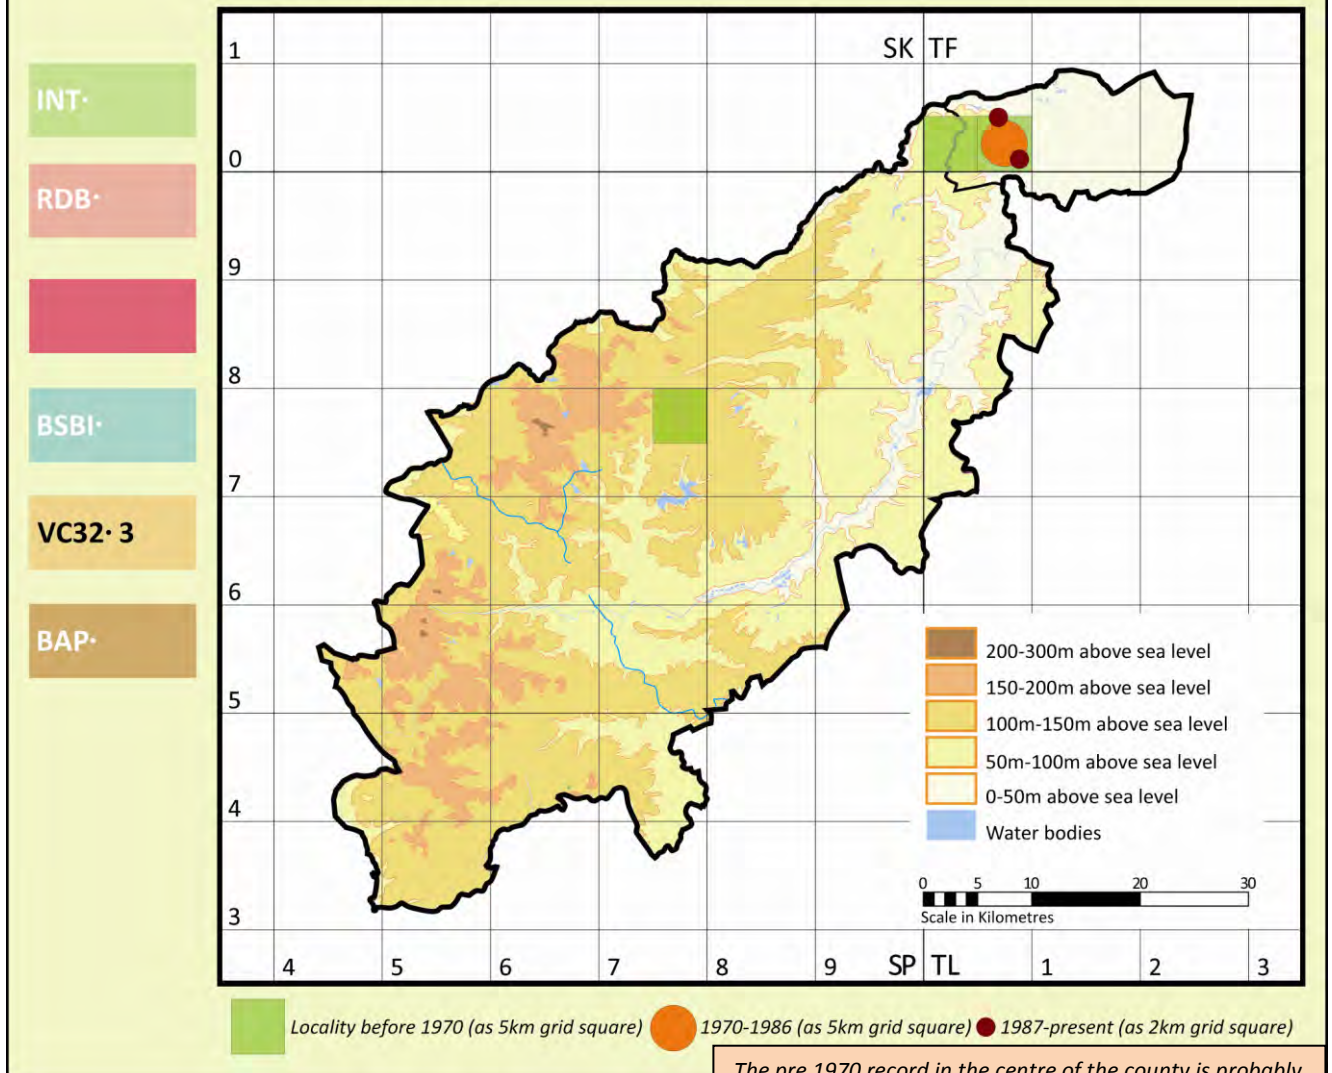 INT·
RDB·
BSBI·
VC32· 3
BAP·
SK TF
1
0
9
8
7
6
5
4
3
4 5 6 7 8 9 SP TL 1 2 3
200-300m above sea level
150-200m above sea level
100m-150m above sea level
50m-100m above sea level
0-50m above sea level
Water bodies
0 5 10 20 30
Scale in Kilometres
Locality before 1970 (as 5km grid square) 1970-1986 (as 5km grid square) 1987-present (as 2km grid square)
The pre 1970 record in the centre of the county is probably